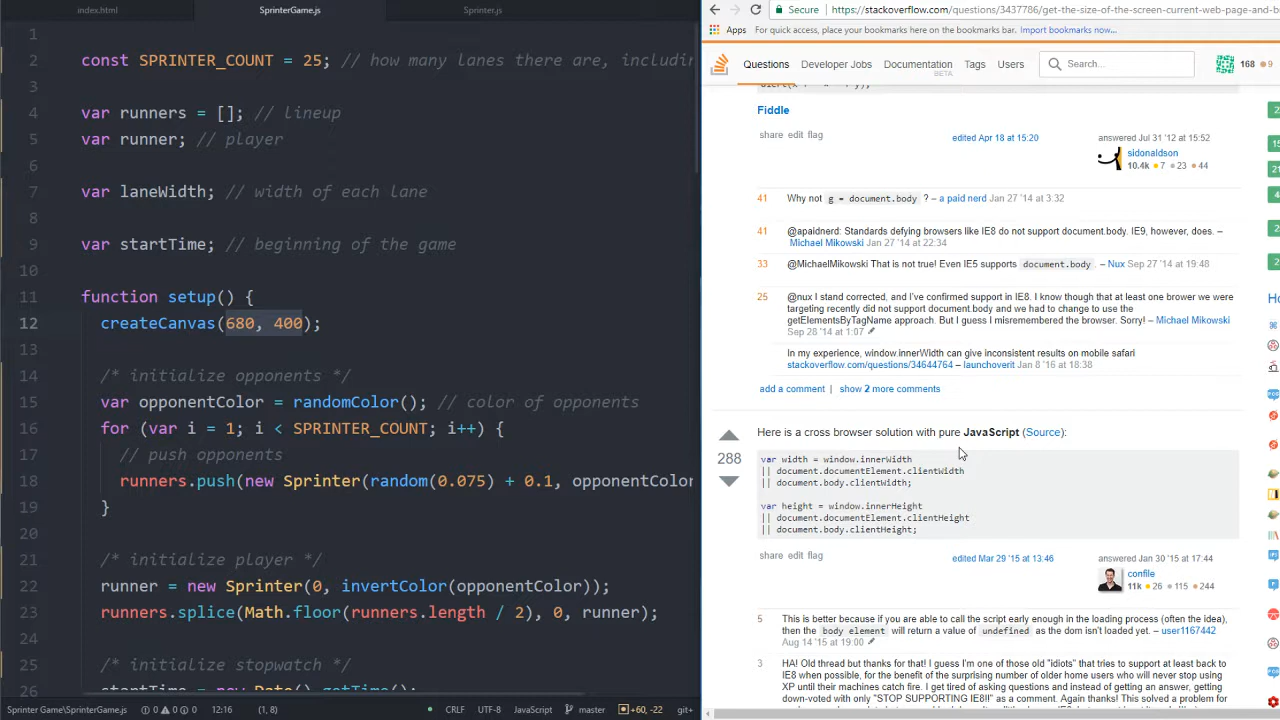 index.html
SprinterGame.js
Sprinter.js
1
2 const SPRINTER_COUNT = 25; // how many lanes there are, includin
3
4 var runners = []; // lineup
5 var runner; // player
6
7 var laneWidth; // width of each lane
8
9 var startTime; // beginning of the game
10
11 function setup() {
12 createCanvas(680, 400);
13
14 /* initialize opponents */
15 var opponentColor = randomColor(); // color of opponents
16 for (var i = 1; i < SPRINTER_COUNT; i++) {
17 // push opponents
18 runners.push(new Sprinter(random(0.075) + 0.1, opponentColor
19 }
20
21 /* initialize player */
22 runner = new Sprinter(0, invertColor(opponentColor));
23 runners.splice(Math.floor(runners.length / 2), 0, runner);
24
25 /* initialize stopwatch */
26 startTime = new Date().getTime();
Sprinter Game\SprinterGame.js 0 0 0 12:16 (1, 8) CRLF UTF-8 JavaScript master +60, -22 git+
Secure https://stackoverflow.com/questions/3437786/get-the-size-of-the-screen-current-web-page-and-b
Apps For quick access, place your bookmarks here on the bookmarks bar. Import bookmarks now...
Questions Developer Jobs Documentation Tags Users Search... 168 9
BETA
Fiddle
share edit flag edited Apr 18 at 15:20 answered Jul 31 '12 at 15:52
sidonaldson
10.4k 7 23 44
41 Why not g = document.body ? – a paid nerd Jan 27 '14 at 3:32
41 @apaidnerd: Standards defying browsers like IE8 do not support document.body. IE9, however, does. –
Michael Mikowski Jan 27 '14 at 22:34
33 @MichaelMikowski That is not true! Even IE5 supports document.body. – Nux Sep 27 '14 at 19:48
25 @nux I stand corrected, and I've confirmed support in IE8. I know though that at least one brower we were
targeting recently did not support document.body and we had to change to use the
getElementsByTagName approach. But I guess I misremembered the browser. Sorry! – Michael Mikowski
Sep 28 '14 at 1:07
In my experience, window.innerWidth can give inconsistent results on mobile safari
stackoverflow.com/questions/34644764 – launchoverit Jan 8 '16 at 18:38
add a comment | show 2 more comments
Here is a cross browser solution with pure JavaScript (Source):
288
var width = window.innerWidth
|| document.documentElement.clientWidth
|| document.body.clientWidth;
var height = window.innerHeight
|| document.documentElement.clientHeight
|| document.body.clientHeight;
share edit flag edited Mar 29 '15 at 13:46 answered Jan 30 '15 at 17:44
confile
11k 26 115 244
5 This is better because if you are able to call the script early enough in the loading process (often the idea),
then the body element will return a value of undefined as the dom isn't loaded yet. – user1167442
Aug 14 '15 at 19:00
3 HA! Old thread but thanks for that! I guess I'm one of those old "idiots" that tries to support at least back to
IE8 when possible, for the benefit of the surprising number of older home users who will never stop using
XP until their machines catch fire. I get tired of asking questions and instead of getting an answer, getting
down-voted with only "STOP SUPPORTING IE8!!" as a comment. Again thanks! This solved a problem for